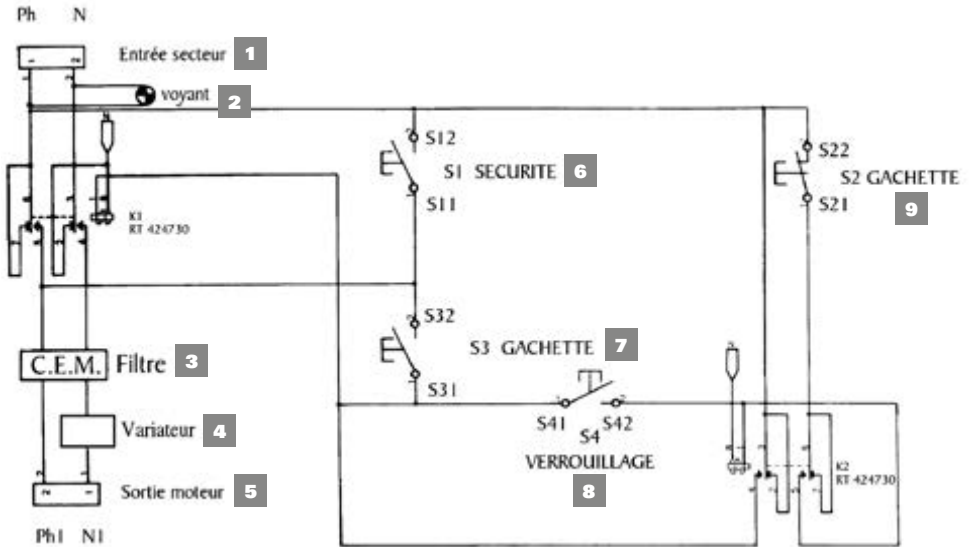 Ph N
Entrée secteur 1
voyant 2
S12
S1 SECURITE 6
S11
S22
S2 GACHETTE
S21
9
K1
RT 424730
S32
S3 GACHETTE 7
S31
C.E.M. Filtre 3
Variateur 4
S41 S42
S4
VERROUILLAGE
8
K2
RT 424730
Sortie moteur 5
Ph1 N1